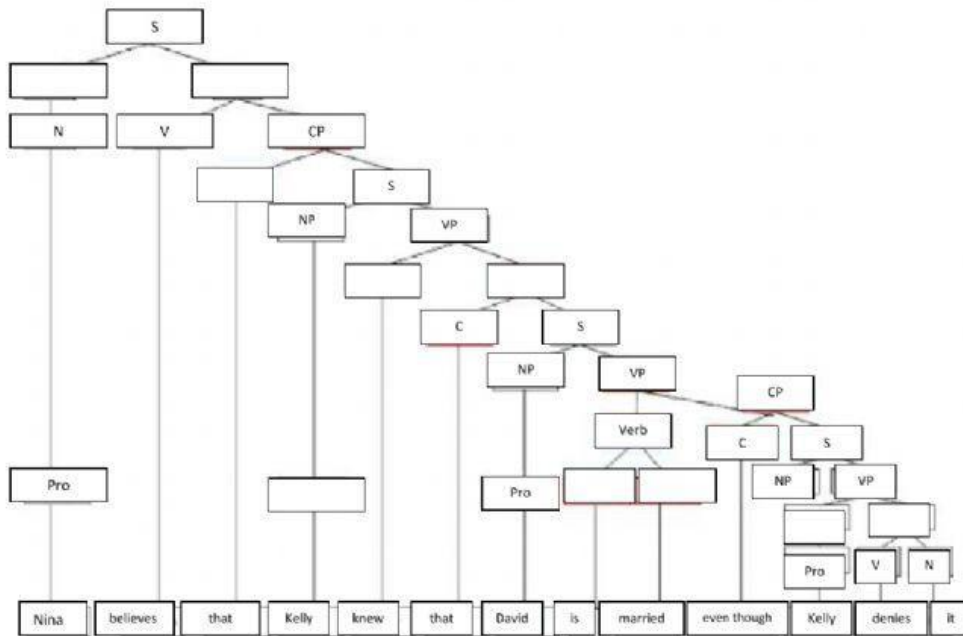 S
N V CP
S
NP VP
C S
NP VP CP
Verb C S
Pro Pro NP VP
Pro V N
Nina believes that Kelly knew that David is married even though Kelly denies it